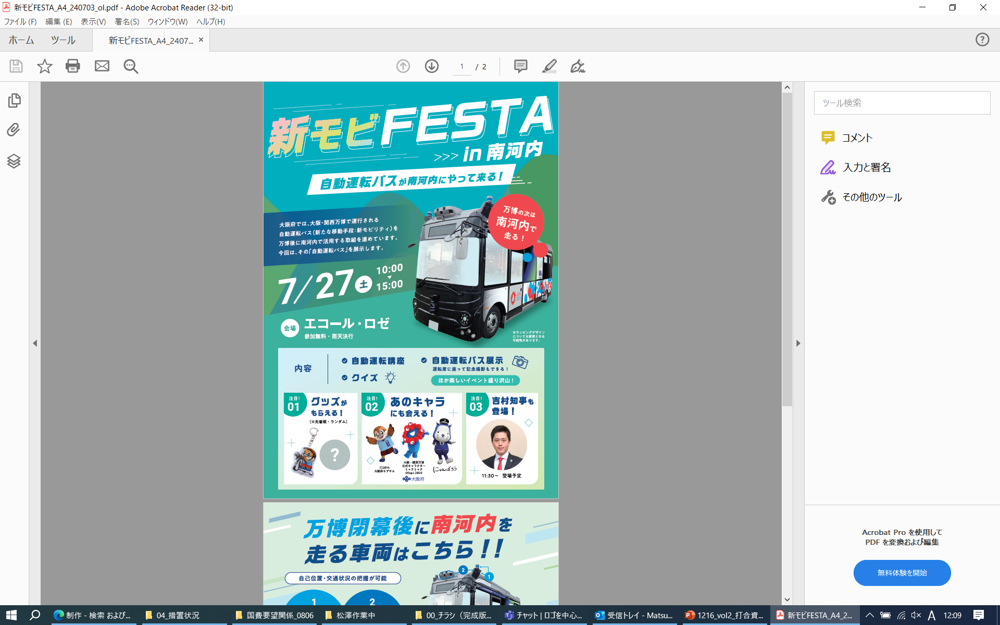 新モビFESTA_A4_240703_ol.pdf - Adobe Acrobat Reader (32-bit)
ファイル (F) 編集 (E) 表示(V) 署名(S) ウィンドウ(W) ヘルプ(H)
ホーム ツール 新モビFESTA_A4_2407... ×
1 / 2
ツール検索
コメント
入力と署名
その他のツール
新モビFESTA
>>> in 南河内
自動運転バスが南河内にやって来る!
万博の次は
南河内で
走る!
大阪府では、大阪・関西万博で運行される
自動運転バス(新たな移動手段:新モビリティ)を
万博後に南河内で活用する取組を進めています。
今回は、その「自動運転バス」を展示します。
7/27 土 10:00
15:00
会場 エコール・ロゼ
参加無料・雨天決行
※ラッピングデザイン
については変更となる
可能性があります。
内容
自動運転講座
クイズ
自動運転バス展示
運転席に座って記念撮影もできる!
ほか楽しいイベント盛り沢山!
注目! 01 グッズが
もらえる!
(※先着順・ランダム)
?
注目! 02 あのキャラ
にも会える!
©2014
大阪府もずやん
大阪・関西万博
公式キャラクター
ミャクミャク
©Expo 2025
大阪府
にゃんばろう
注目! 03 吉村知事も
登場!
11:30~ 登場予定
万博閉幕後に南河内を
走る車両はこちら!!
自己位置・交通状況の把握が可能
1 2
2 1
Acrobat Pro を使用して
PDF を変換および編集
無料体験を開始
制作 - 検索 および... 04_措置状況 国費要望関係_0806 松澤作業中 00_チラシ(完成版... チャット | ロゴを中心... 受信トレイ - Matsu... 1216_vol2_打合資... 新モビFESTA_A4_2... A 12:09